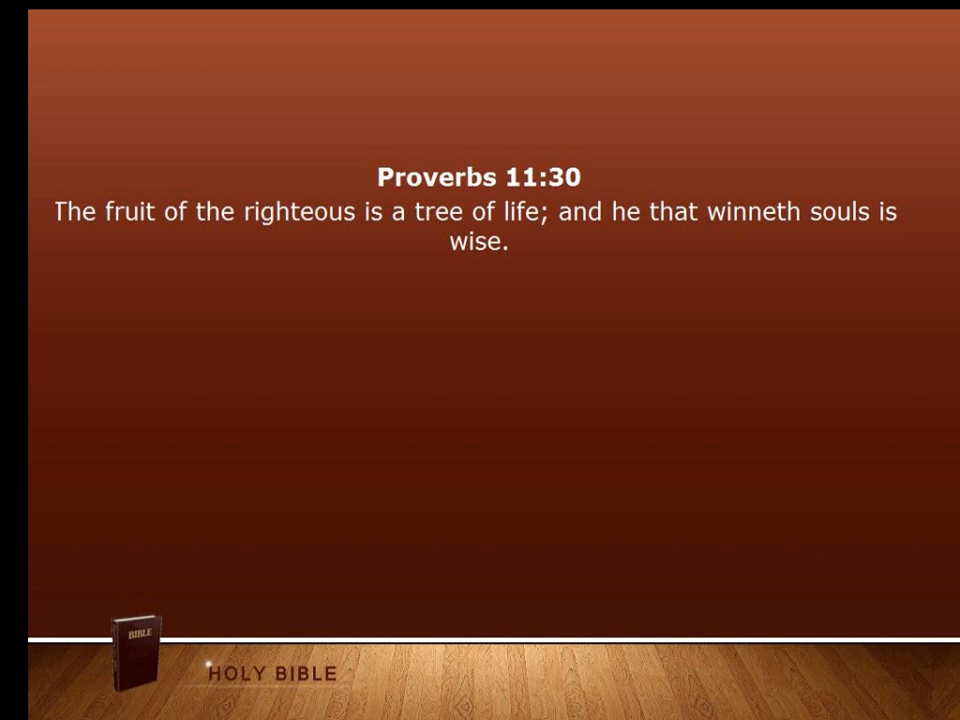 Proverbs 11:30
The fruit of the righteous is a tree of life; and he that winneth souls is
wise.
BIBLE
HOLY BIBLE